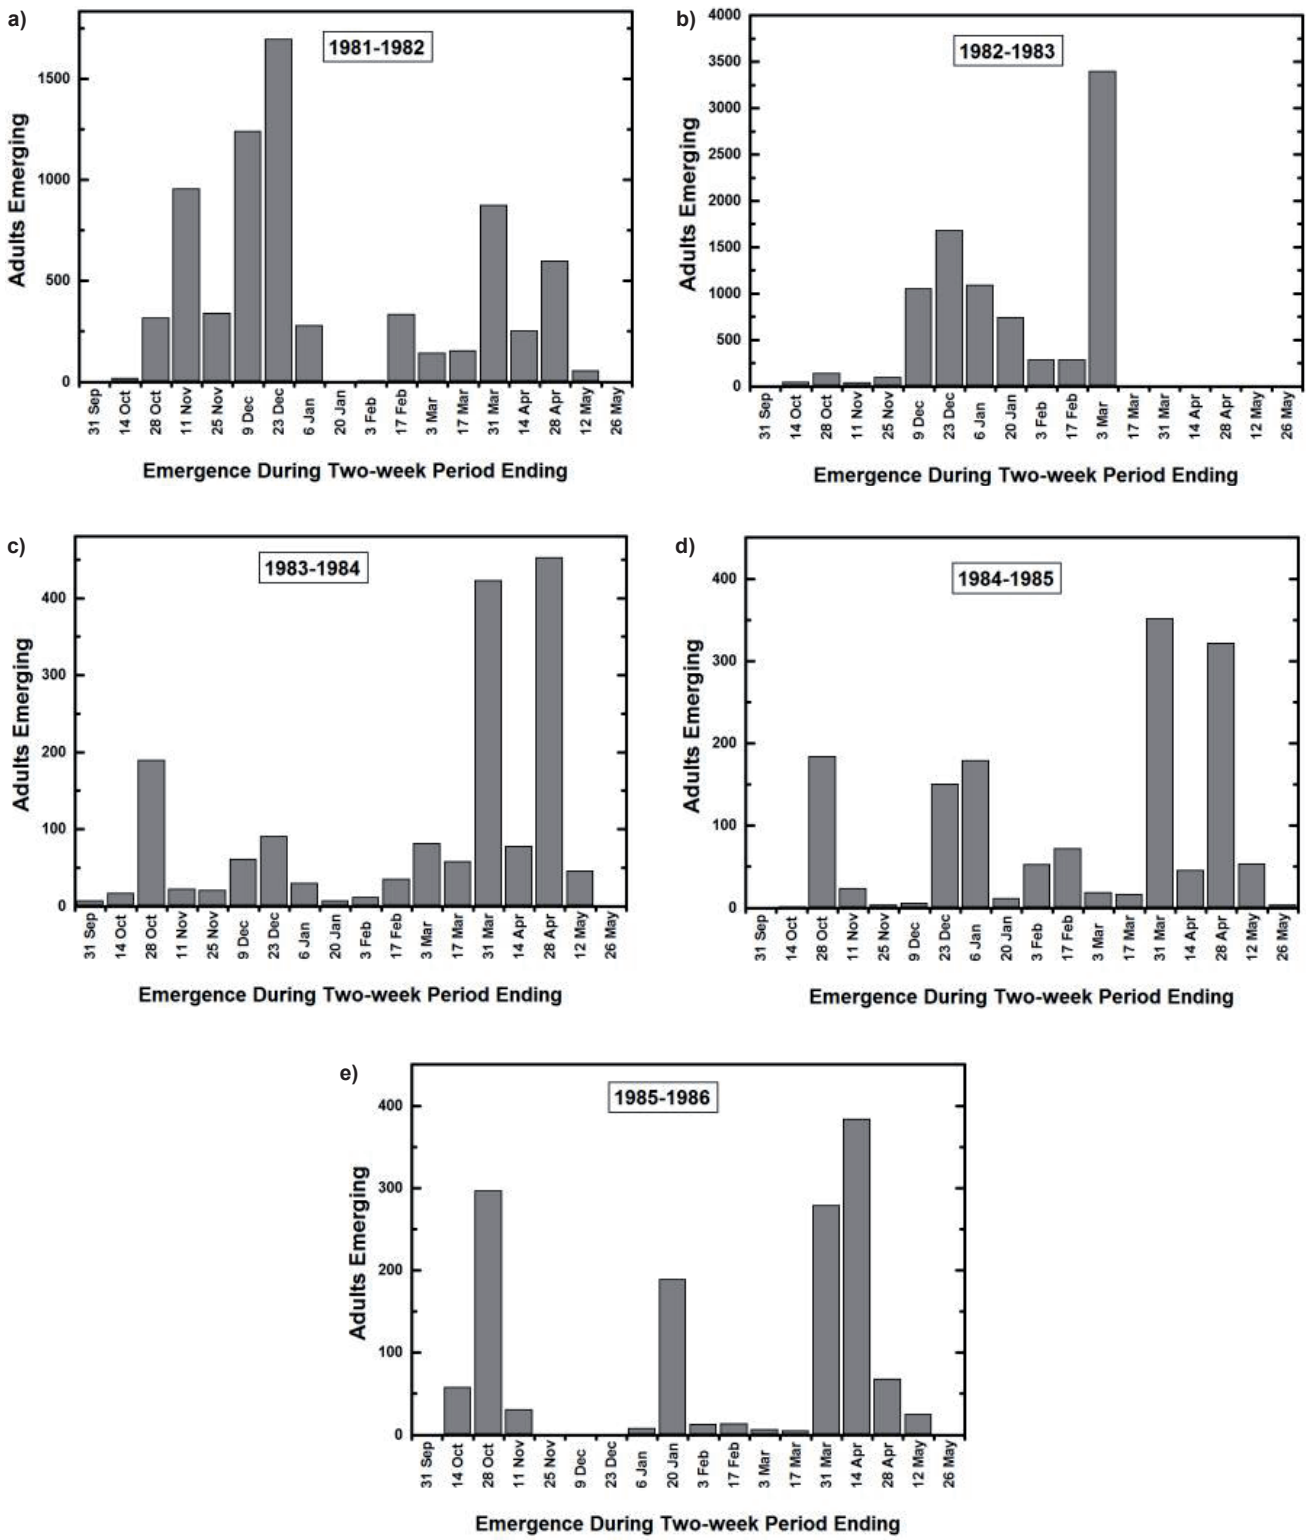 a)
1981-1982
Adults Emerging
1500
1000
500
0
31 Sep
14 Oct
28 Oct
11 Nov
25 Nov
9 Dec
23 Dec
6 Jan
20 Jan
3 Feb
17 Feb
3 Mar
17 Mar
31 Mar
14 Apr
28 Apr
12 May
26 May
Emergence During Two-week Period Ending
b)
1982-1983
Adults Emerging
4000
3500
3000
2500
2000
1500
1000
500
0
31 Sep
14 Oct
28 Oct
11 Nov
25 Nov
9 Dec
23 Dec
6 Jan
20 Jan
3 Feb
17 Feb
3 Mar
17 Mar
31 Mar
14 Apr
28 Apr
12 May
26 May
Emergence During Two-week Period Ending
c)
1983-1984
Adults Emerging
400
300
200
100
0
31 Sep
14 Oct
28 Oct
11 Nov
25 Nov
9 Dec
23 Dec
6 Jan
20 Jan
3 Feb
17 Feb
3 Mar
17 Mar
31 Mar
14 Apr
28 Apr
12 May
26 May
Emergence During Two-week Period Ending
d)
1984-1985
Adults Emerging
400
300
200
100
0
31 Sep
14 Oct
28 Oct
11 Nov
25 Nov
9 Dec
23 Dec
6 Jan
20 Jan
3 Feb
17 Feb
3 Mar
17 Mar
31 Mar
14 Apr
28 Apr
12 May
26 May
Emergence During Two-week Period Ending
e)
1985-1986
Adults Emerging
400
300
200
100
0
31 Sep
14 Oct
28 Oct
11 Nov
25 Nov
9 Dec
23 Dec
6 Jan
20 Jan
3 Feb
17 Feb
3 Mar
17 Mar
31 Mar
14 Apr
28 Apr
12 May
26 May
Emergence During Two-week Period Ending